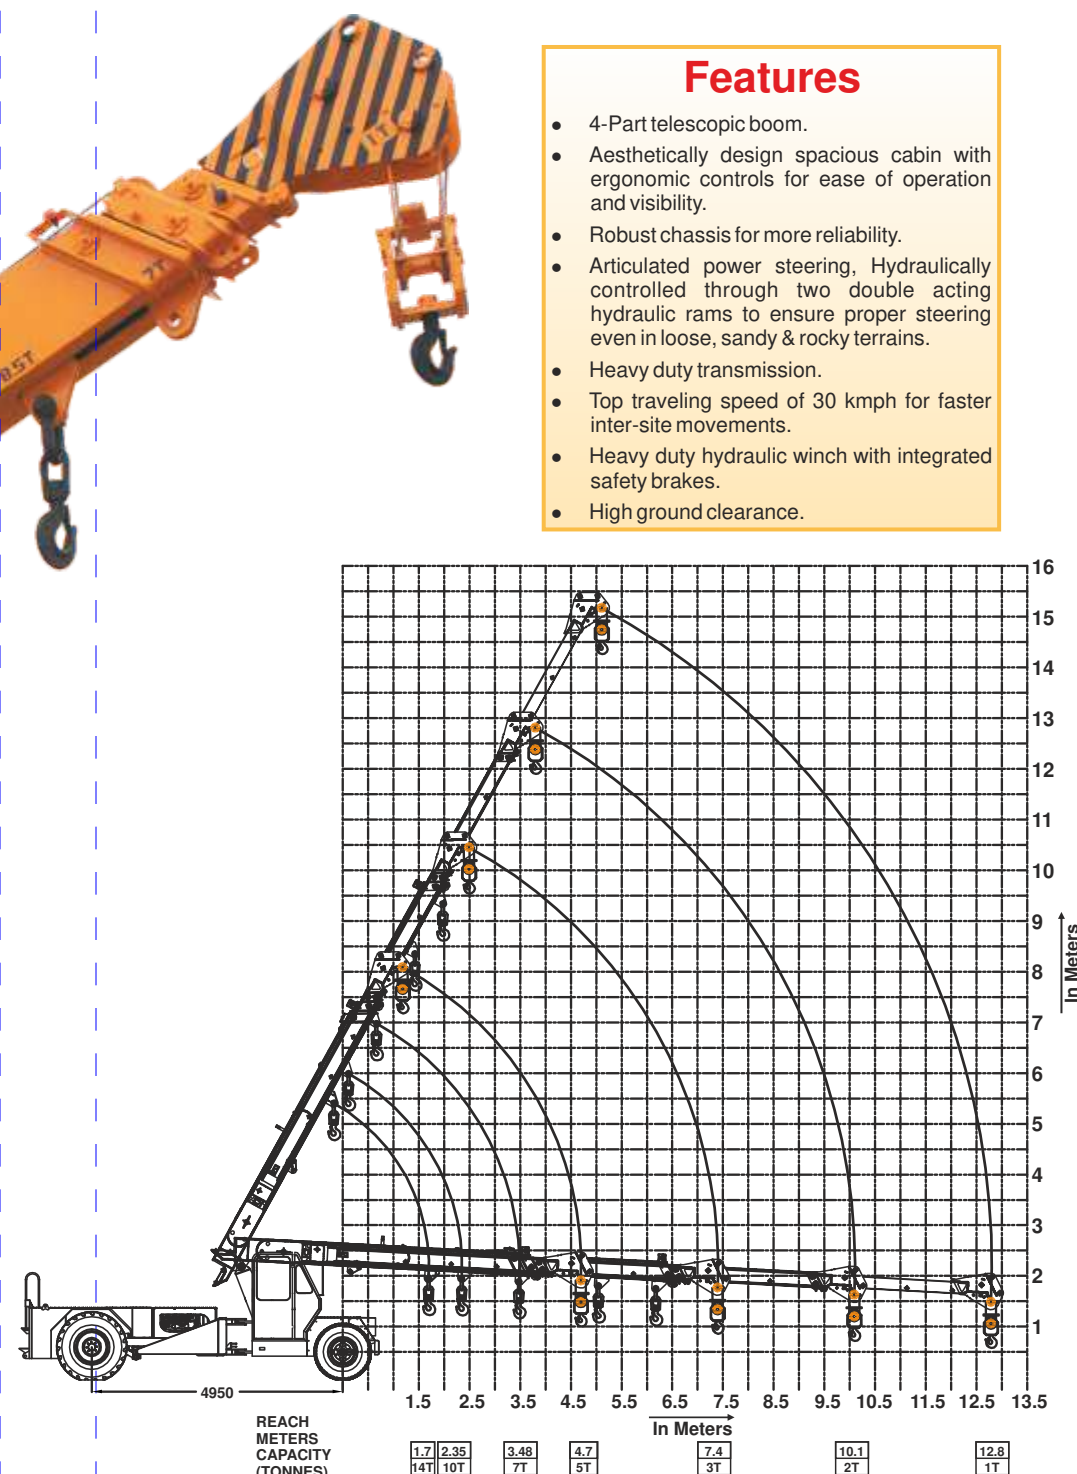 11T
7T
8.5T
Features
4-Part telescopic boom.
Aesthetically design spacious cabin with
ergonomic controls for ease of operation
and visibility.
Robust chassis for more reliability.
Articulated power steering, Hydraulically
controlled through two double acting
hydraulic rams to ensure proper steering
even in loose, sandy & rocky terrains.
Heavy duty transmission.
Top traveling speed of 30 kmph for faster
inter-site movements.
Heavy duty hydraulic winch with integrated
safety brakes.
High ground clearance.
16
15
14
13
12
11
10
9
8
7
6
5
4
3
2
1
In Meters
4950
1.5 2.5 3.5 4.5 5.5 6.5 7.5 8.5 9.5 10.5 11.5 12.5 13.5
In Meters
REACH
METERS
CAPACITY
(TONNES)
1.7 2.35 3.48 4.7 7.4 10.1 12.8
14T 10T 7T 5T 3T 2T 1T